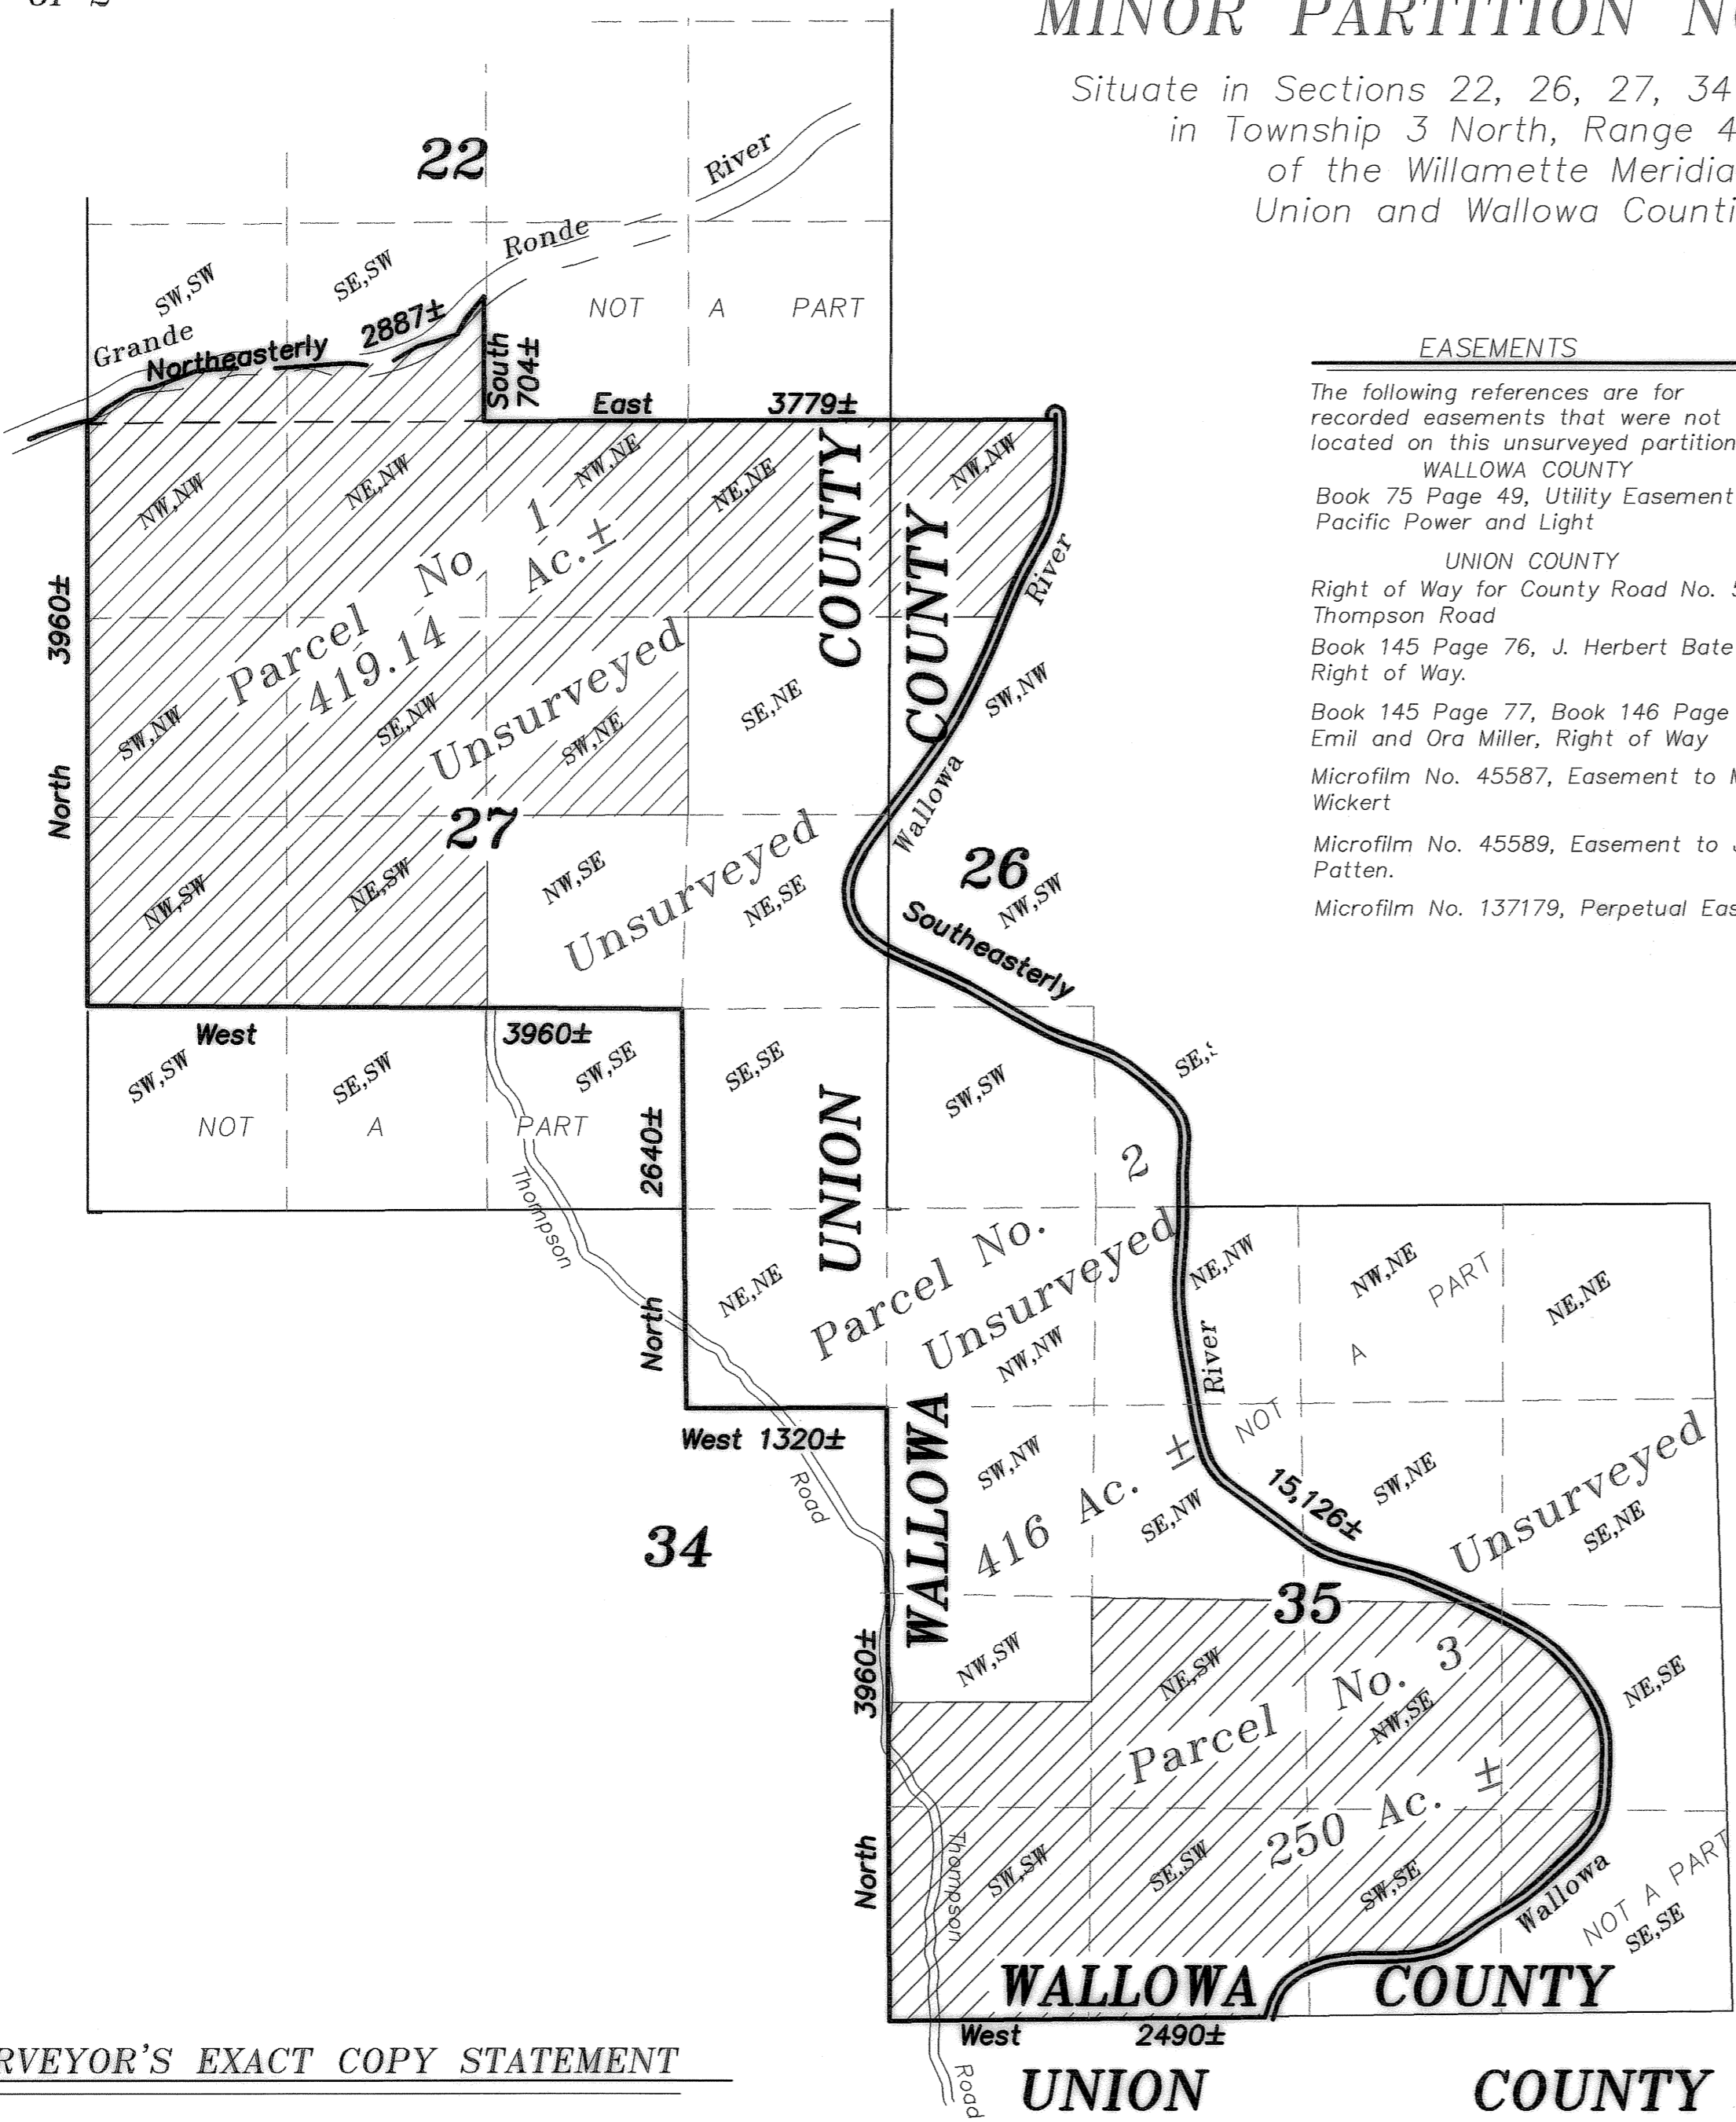 of 2
MINOR PARTITION
Situate in Sections 22, 26, 27, 34
in Township 3 North, Range 4
of the Willamette
Union and Wallowa
22
River
Ronde
Grande
SW,SW
SE,SW
NOT A PART
Northeasterly 2887±
South
704±
East 3779±
EASEMENTS
The following references are for
recorded easements that were not
located on this unsurveyed partition
WALLOWA COUNTY
Book 75 Page 49, Utility Easement
Pacific Power and Light
UNION COUNTY
Right of Way for County Road No.
Thompson Road
Book 145 Page 76, J. Herbert Bate
Right of Way.
Book 145 Page 77, Book 146 Page
Emil and Ora Miller, Right of Way
Microfilm No. 45587, Easement to
Wickert
Microfilm No. 45589, Easement to
Patten.
Microfilm No. 137179, Perpetual
NW,NW
NE,NW
NW,NE
NE,NE
NW,NW
COUNTY
COUNTY
River
Parcel No 1
419.14 Ac.±
Unsurveyed
3960±
North
SW,NW
SE,NW
SW,NE
SE,NE
SW,NW
Wallowa
27
26
NW,SW
NE,SW
NW,SE
NE,SE
NW,SW
Unsurveyed
Southeasterly
West 3960±
SW,SW
SE,SW
SW,SE
SE,SE
SW,SW
NOT A PART
2640±
North
UNION
Thompson
2
Parcel No.
Unsurveyed
NE,NE
NW,NW
NE,NW
NW,NE
NE,NE
NOT A PART
River
West 1320±
Road
34
WALLOWA
SW,NW
SE,NW
SW,NE
SE,NE
416 Ac. ±
15,126±
Unsurveyed
35
3960±
North
NW,SW
NE,SW
NW,SE
NE,SE
Parcel No. 3
250 Ac. ±
Thompson
SW,SW
SE,SW
SW,SE
SE,SE
Wallowa
NOT A PART
WALLOWA COUNTY
West 2490±
Road
UNION COUNTY
RVEYOR'S EXACT COPY STATEMENT